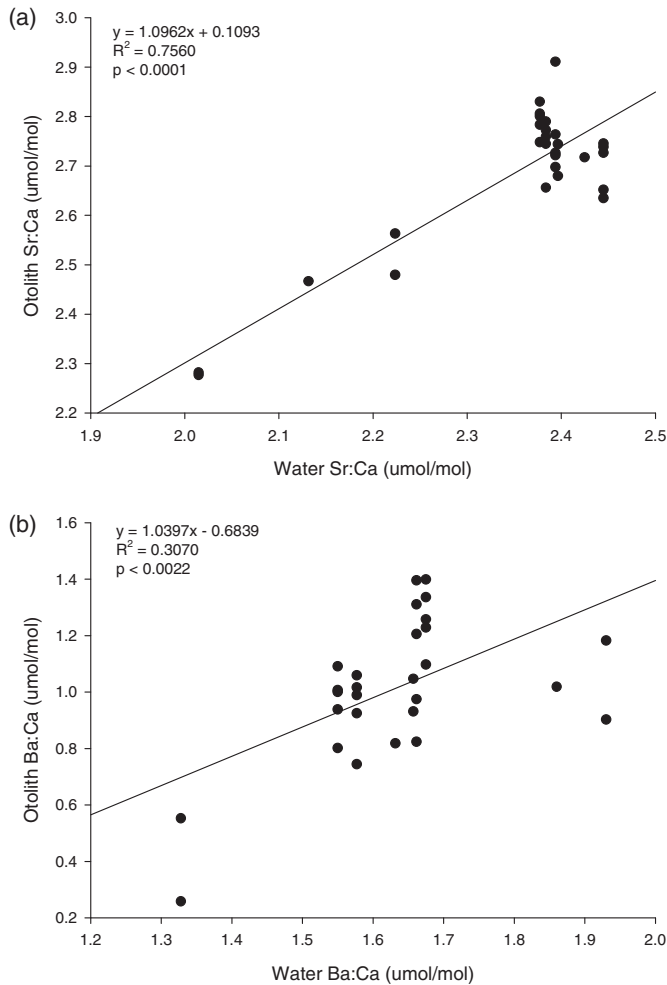 (a)
y = 1.0962x + 0.1093
R² = 0.7560
p < 0.0001
3.0
2.9
2.8
2.7
2.6
2.5
2.4
2.3
2.2
Otolith Sr:Ca (umol/mol)
1.9 2.0 2.1 2.2 2.3 2.4 2.5
Water Sr:Ca (umol/mol)
(b)
y = 1.0397x - 0.6839
R² = 0.3070
p < 0.0022
1.6
1.4
1.2
1.0
0.8
0.6
0.4
0.2
Otolith Ba:Ca (umol/mol)
1.2 1.3 1.4 1.5 1.6 1.7 1.8 1.9 2.0
Water Ba:Ca (umol/mol)